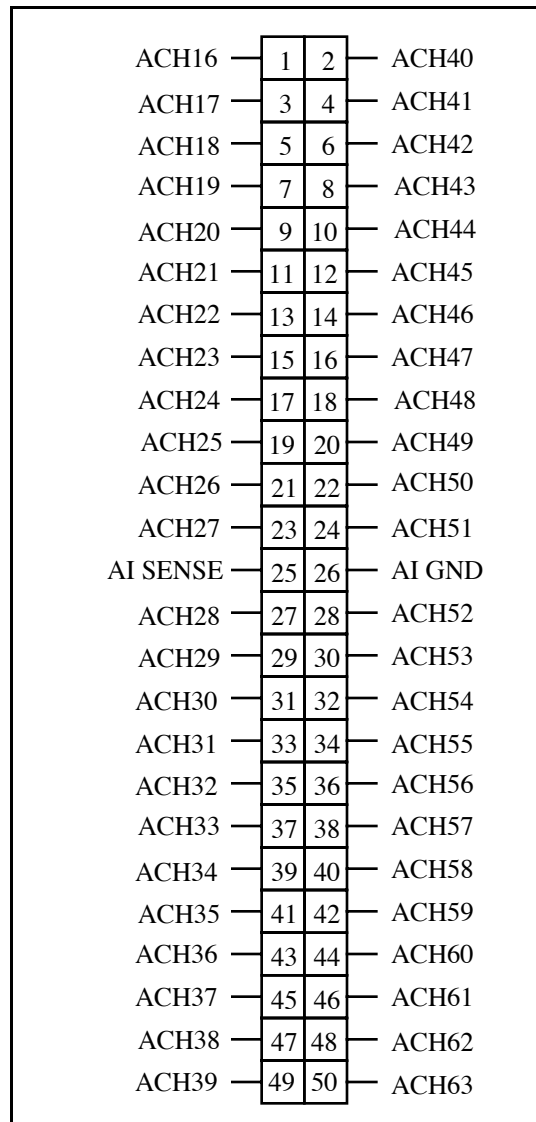 ACH16 1 2 ACH40
ACH17 3 4 ACH41
ACH18 5 6 ACH42
ACH19 7 8 ACH43
ACH20 9 10 ACH44
ACH21 11 12 ACH45
ACH22 13 14 ACH46
ACH23 15 16 ACH47
ACH24 17 18 ACH48
ACH25 19 20 ACH49
ACH26 21 22 ACH50
ACH27 23 24 ACH51
AI SENSE 25 26 AI GND
ACH28 27 28 ACH52
ACH29 29 30 ACH53
ACH30 31 32 ACH54
ACH31 33 34 ACH55
ACH32 35 36 ACH56
ACH33 37 38 ACH57
ACH34 39 40 ACH58
ACH35 41 42 ACH59
ACH36 43 44 ACH60
ACH37 45 46 ACH61
ACH38 47 48 ACH62
ACH39 49 50 ACH63